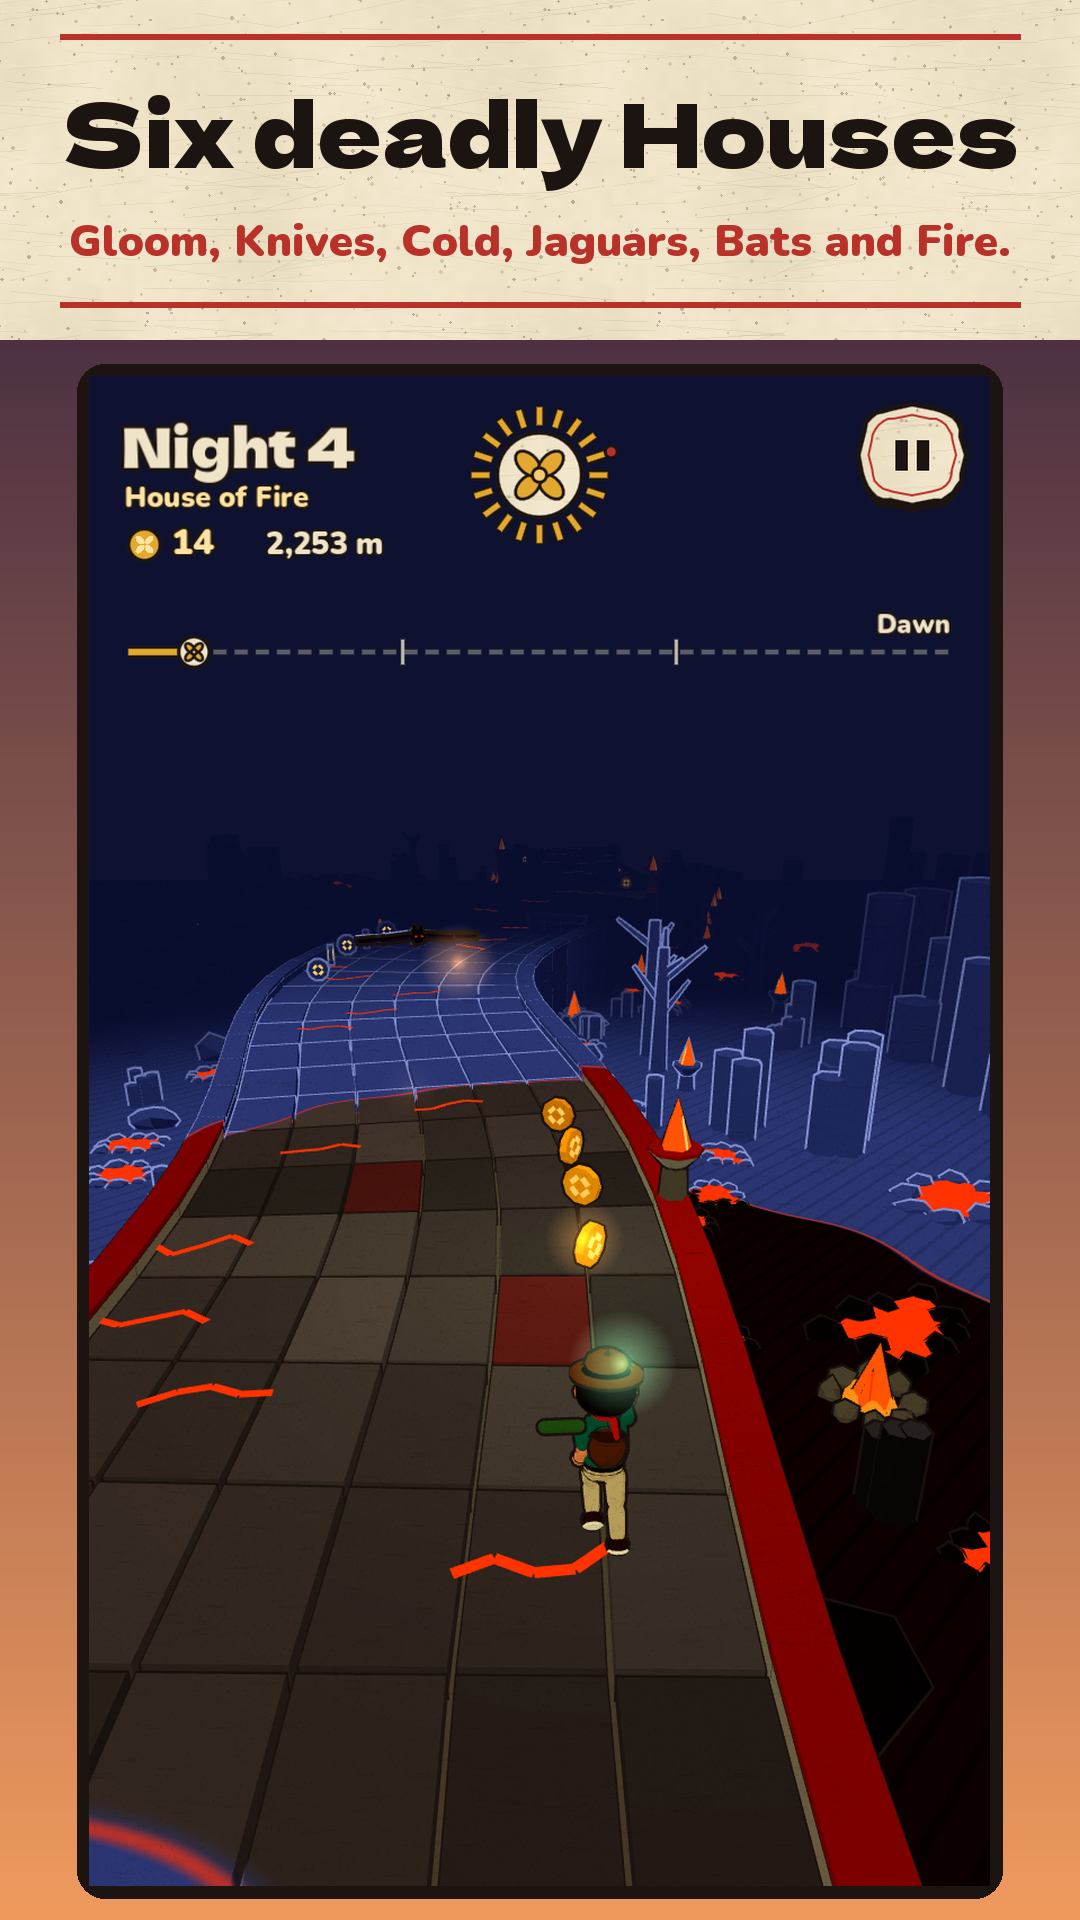 Six deadly Houses
Gloom, Knives, Cold, Jaguars, Bats and Fire.
Night 4
House of Fire
14 2,253 m
Dawn